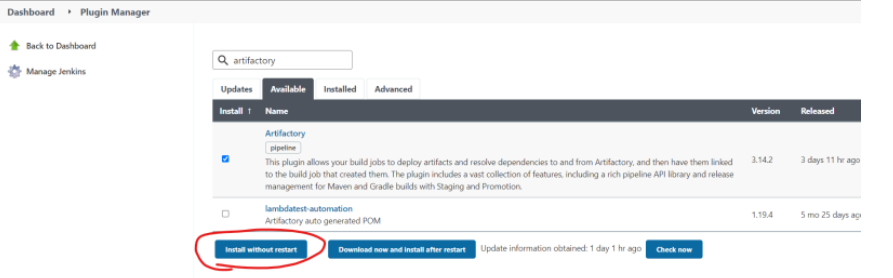 Dashboard ‣ Plugin Manager
Back to Dashboard
Manage Jenkins
artifactory
Updates Available Installed Advanced
Install ↑ Name Version Released
Artifactory
pipeline
This plugin allows your build jobs to deploy artifacts and resolve dependencies to and from Artifactory, and then have them linked
to the build job that created them. The plugin includes a vast collection of features, including a rich pipeline API library and release
management for Maven and Gradle builds with Staging and Promotion.
3.14.2 3 days 11 hr ago
lambdatest-automation
Artifactory auto generated POM
1.19.4 5 mo 25 days ago
Install without restart Download now and install after restart Update information obtained: 1 day 1 hr ago Check now